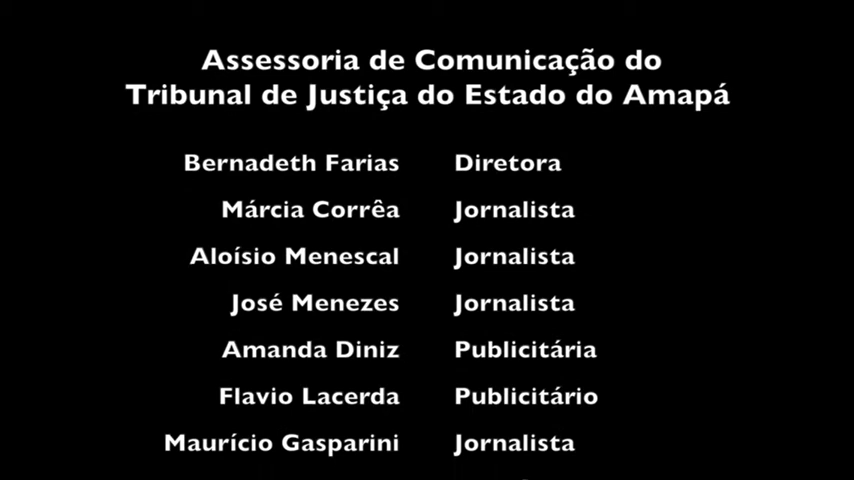 Assessoria de Comunicação do
Tribunal de Justiça do Estado do Amapá
Bernadeth Farias Diretora
Márcia Corrêa Jornalista
Aloísio Menescal Jornalista
José Menezes Jornalista
Amanda Diniz Publicitária
Flavio Lacerda Publicitário
Maurício Gasparini Jornalista